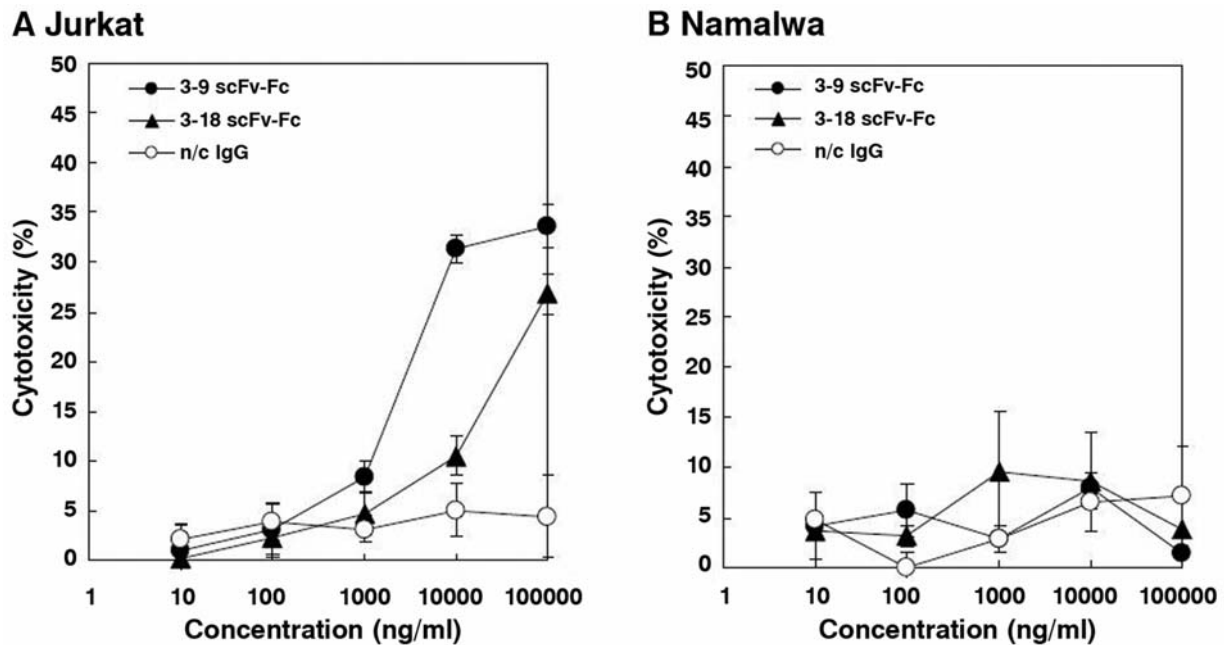 A Jurkat
Cytotoxicity (%)
50
45
40
35
30
25
20
15
10
5
0
3-9 scFv-Fc
3-18 scFv-Fc
n/c IgG
1 10 100 1000 10000 100000
Concentration (ng/ml)
B Namalwa
Cytotoxicity (%)
50
45
40
35
30
25
20
15
10
5
0
3-9 scFv-Fc
3-18 scFv-Fc
n/c IgG
1 10 100 1000 10000 100000
Concentration (ng/ml)